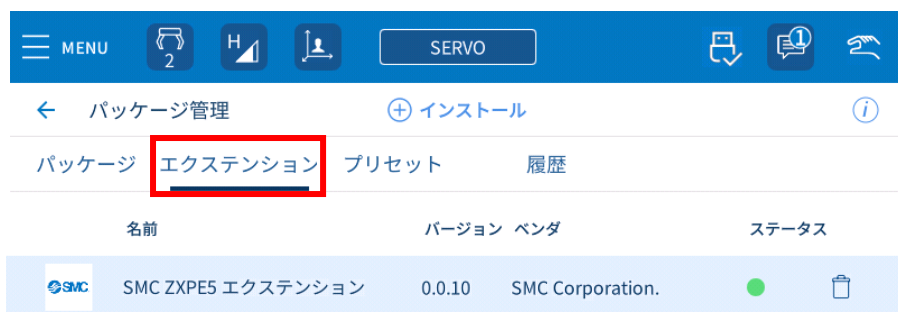 MENU 2 H SERVO 1
パッケージ管理 インストール i
パッケージ エクステンション プリセット 履歴
名前 バージョン ベンダ ステータス
SMC SMC ZXPE5 エクステンション 0.0.10 SMC Corporation.